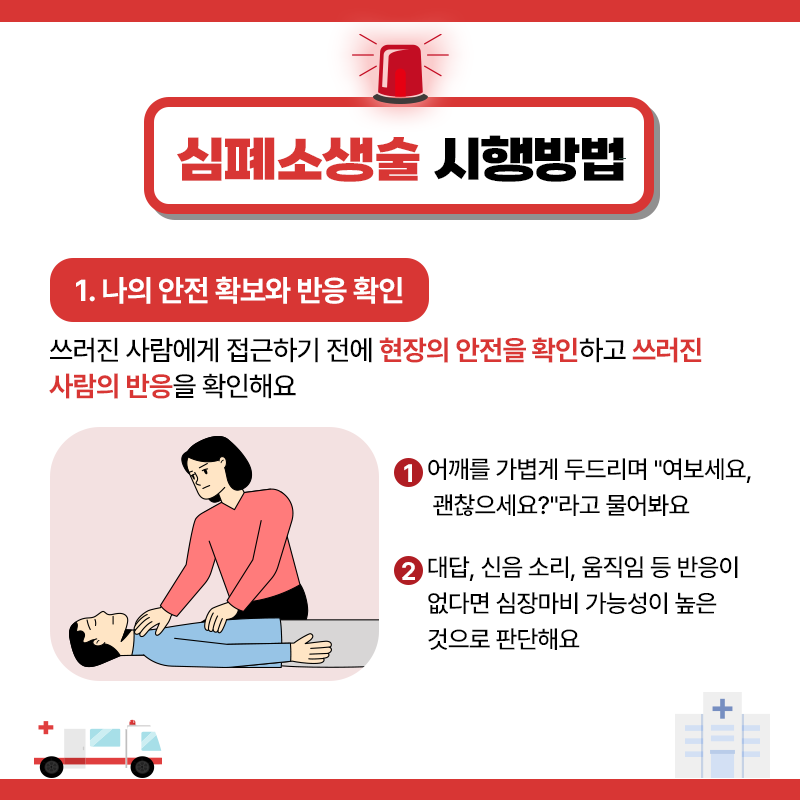 심폐소생술 시행방법
1. 나의 안전 확보와 반응 확인
쓰러진 사람에게 접근하기 전에 현장의 안전을 확인하고 쓰러진
사람의 반응을 확인해요
1 어깨를 가볍게 두드리며 "여보세요,
괜찮으세요?"라고 물어봐요
2 대답, 신음 소리, 움직임 등 반응이
없다면 심장마비 가능성이 높은
것으로 판단해요